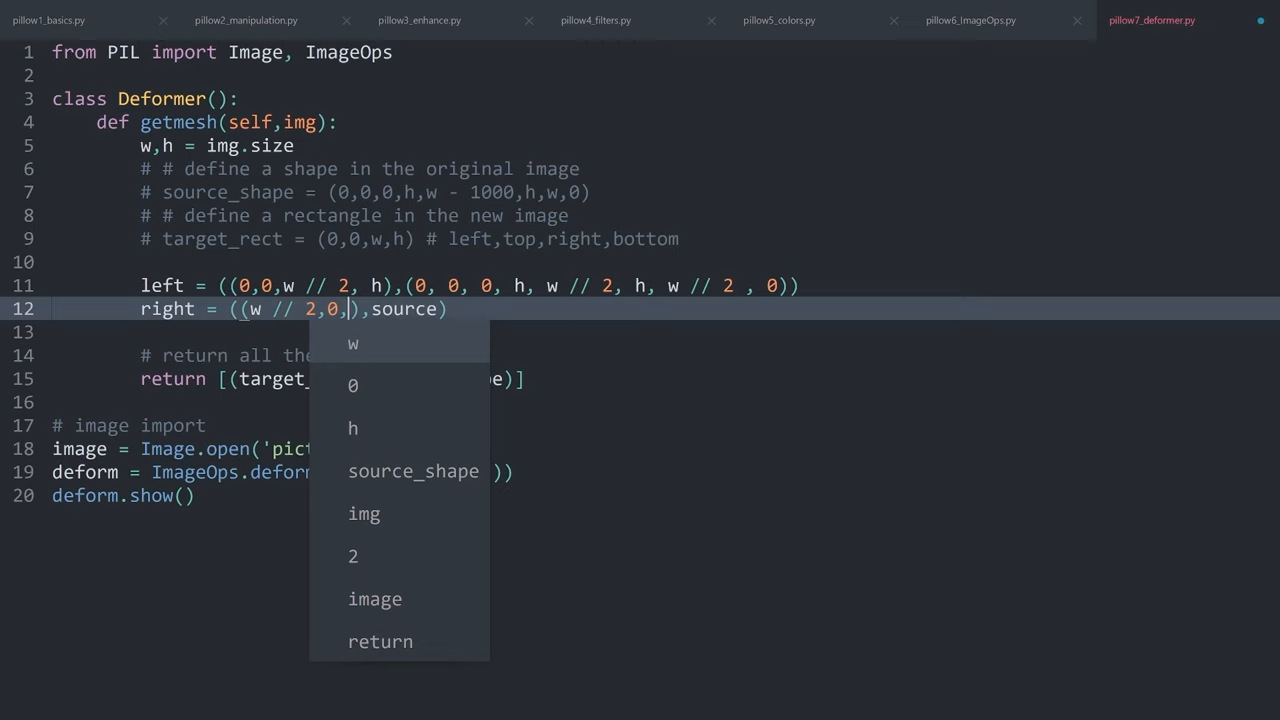 pillow1_basics.py pillow2_manipulation.py pillow3_enhance.py pillow4_filters.py pillow5_colors.py pillow6_ImageOps.py pillow7_deformer.py
1 from PIL import Image, ImageOps
2
3 class Deformer():
4 def getmesh(self,img):
5 w,h = img.size
6 # # define a shape in the original image
7 # source_shape = (0,0,0,h,w - 1000,h,w,0)
8 # # define a rectangle in the new image
9 # target_rect = (0,0,w,h) # left,top,right,bottom
10
11 left = ((0,0,w // 2, h),(0, 0, 0, h, w // 2, h, w // 2 , 0))
12 right = ((w // 2,0,),source)
13
14 # return all the
15 return [(target_ e)]
16
17 # image import
18 image = Image.open('pict
19 deform = ImageOps.deform ))
20 deform.show()
w
0
h
source_shape
img
2
image
return